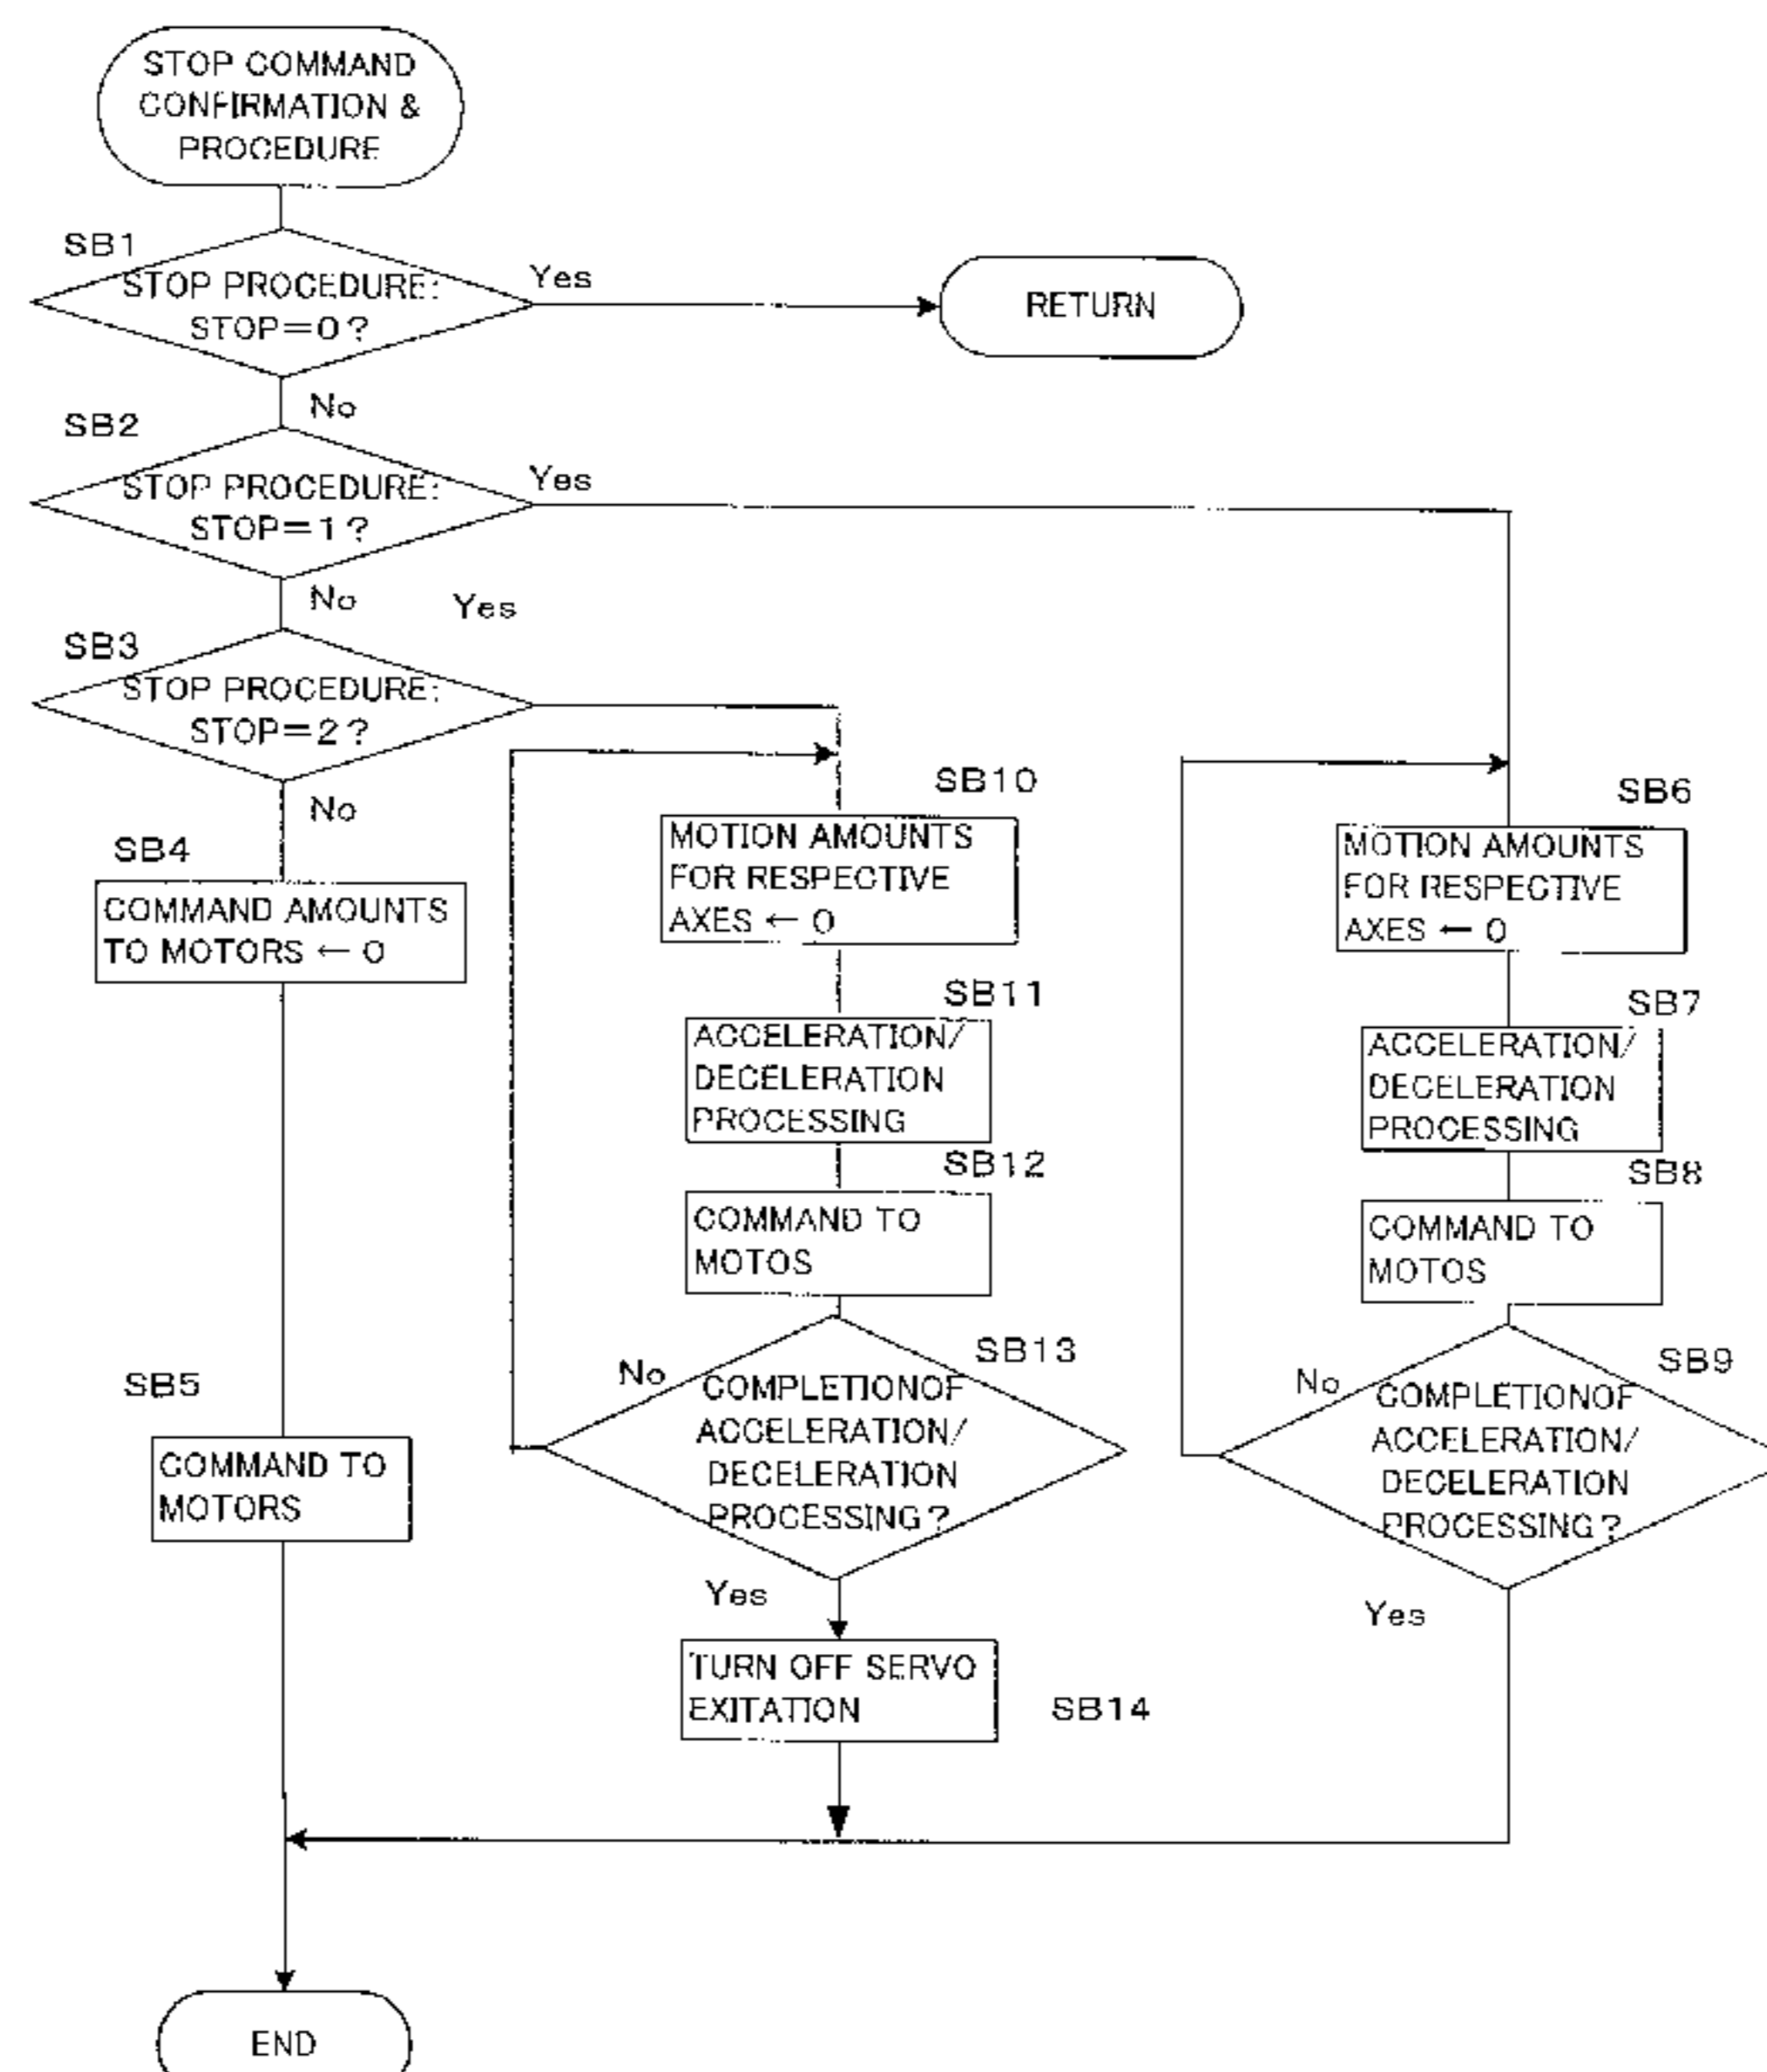 STOP COMMAND
CONFIRMATION &
PROCEDURE
SB1
STOP PROCEDURE:
STOP=0?
Yes
RETURN
No
SB2
STOP PROCEDURE:
STOP=1?
Yes
No
Yes
SB3
STOP PROCEDURE:
STOP=2?
No
SB4
COMMAND AMOUNTS
TO MOTORS ← 0
SB5
COMMAND TO
MOTORS
SB10
MOTION AMOUNTS
FOR RESPECTIVE
AXES ← 0
SB11
ACCELERATION/
DECELERATION
PROCESSING
SB12
COMMAND TO
MOTOS
SB13
No
COMPLETIONOF
ACCELERATION/
DECELERATION
PROCESSING?
Yes
TURN OFF SERVO
EXITATION
SB14
SB6
MOTION AMOUNTS
FOR RESPECTIVE
AXES ← 0
SB7
ACCELERATION/
DECELERATION
PROCESSING
SB8
COMMAND TO
MOTOS
SB9
No
COMPLETIONOF
ACCELERATION/
DECELERATION
PROCESSING?
Yes
END